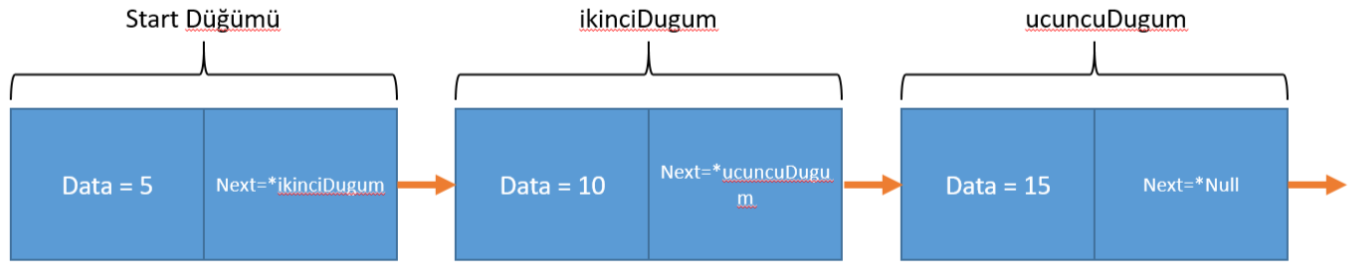 Start Düğümü
ikinciDugum
ucuncuDugum
Data = 5
Next=*ikinciDugum
Data = 10
Next=*ucuncuDugu
m
Data = 15
Next=*Null